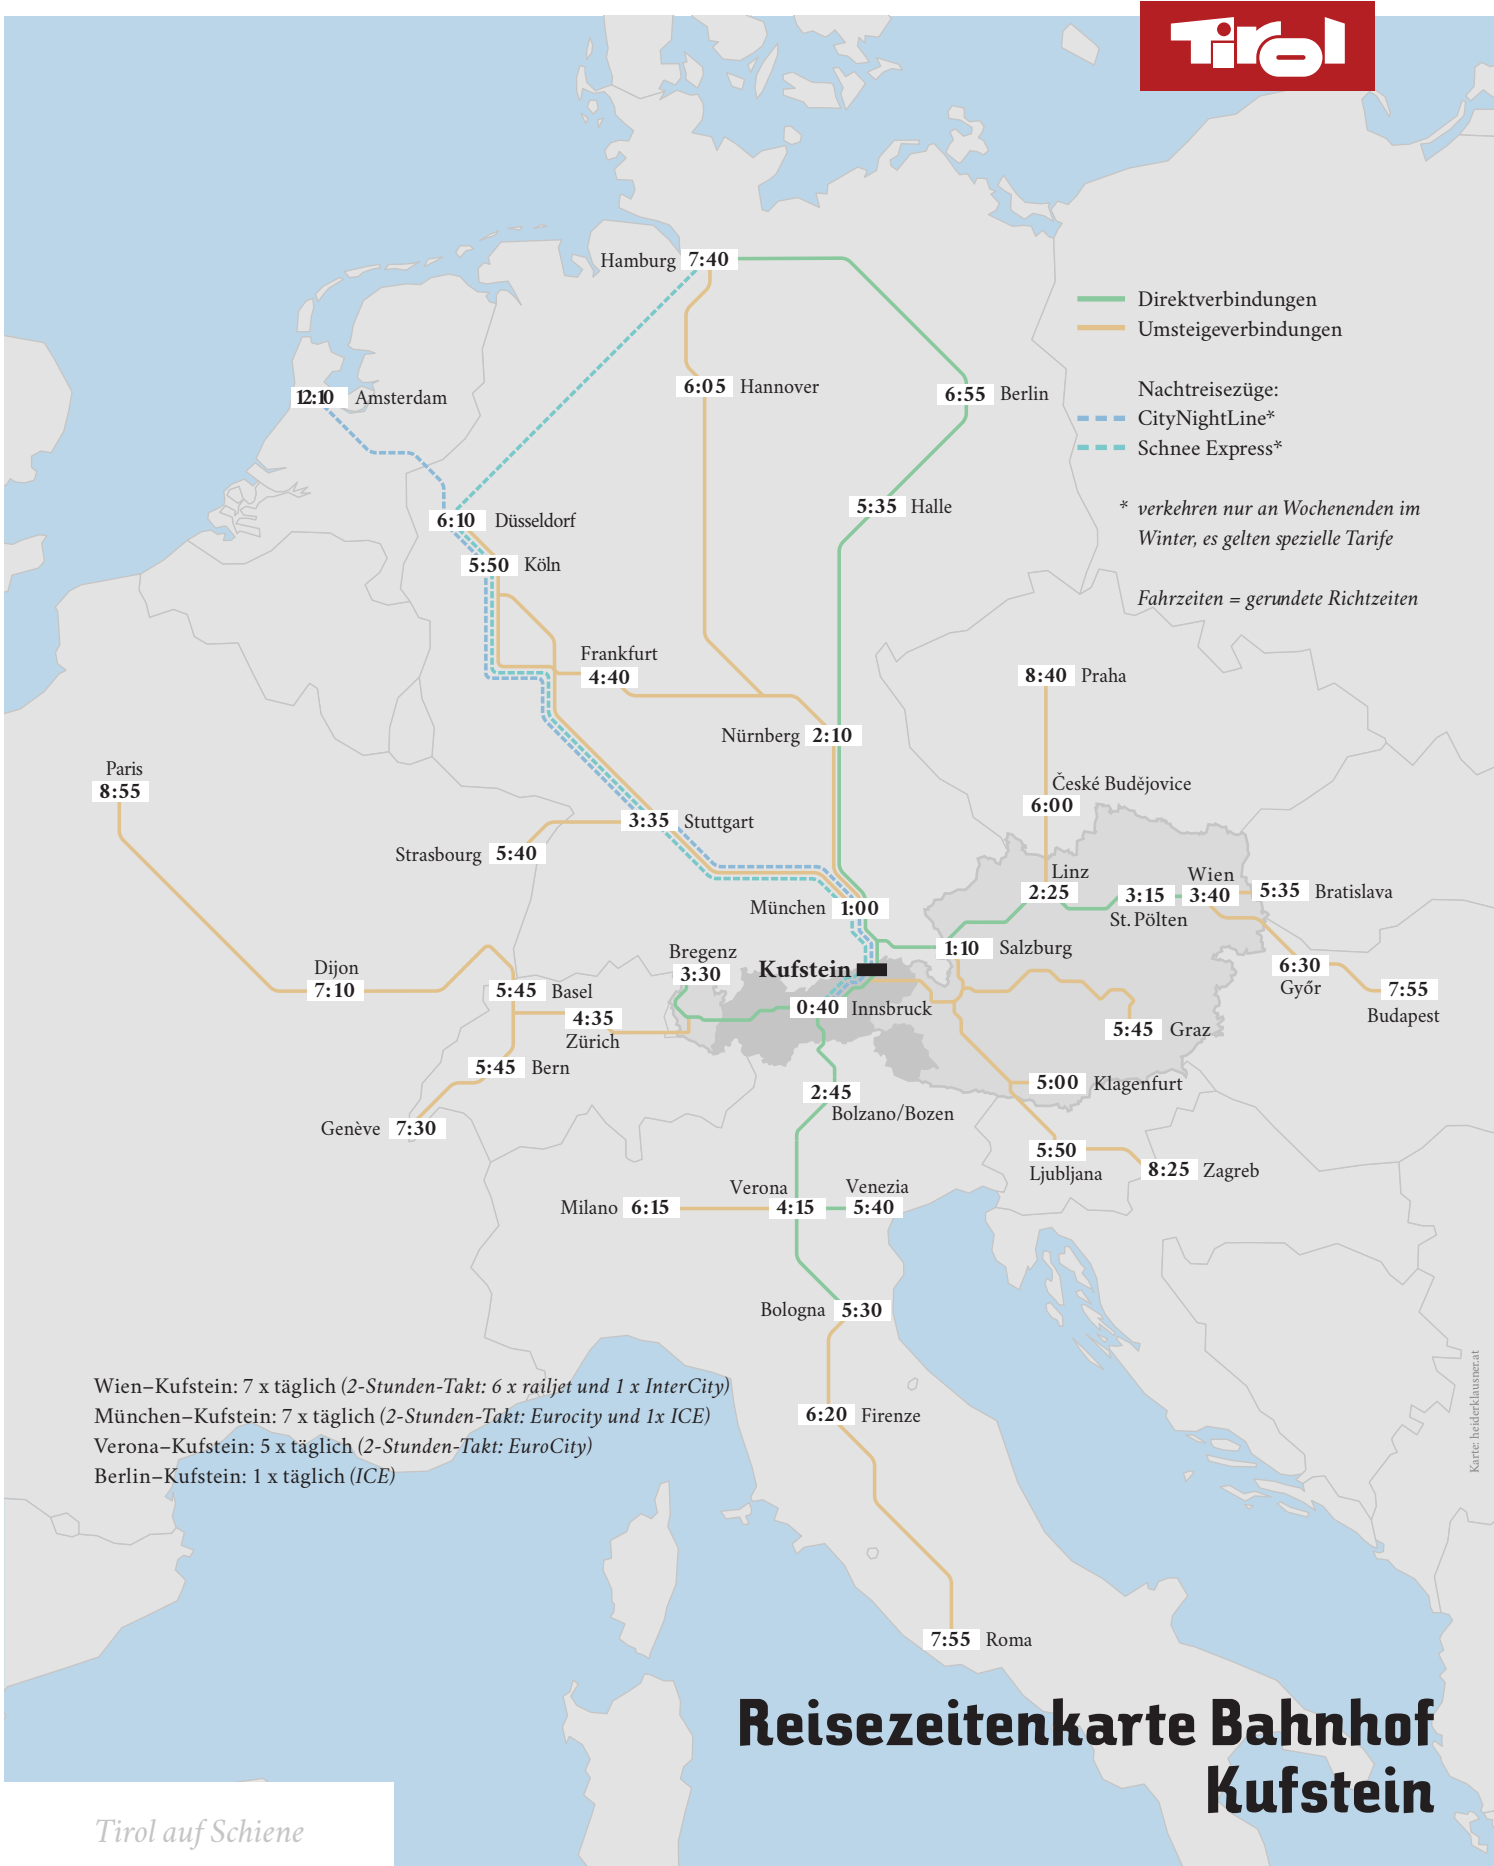 Tirol
Hamburg 7:40
Direktverbindungen
Umsteigeverbindungen
6:05 Hannover
6:55 Berlin
Nachtreisezüge:
12:10 Amsterdam
CityNightLine*
Schnee Express*
5:35 Halle
* verkehren nur an Wochenenden im
Winter, es gelten spezielle Tarife
6:10 Düsseldorf
5:50 Köln
Fahrzeiten = gerundete Richtzeiten
Frankfurt
4:40
8:40 Praha
Nürnberg 2:10
Paris
8:55
České Budějovice
6:00
3:35 Stuttgart
Strasbourg 5:40
Linz
2:25
Wien
3:15 3:40
St. Pölten
5:35 Bratislava
München 1:00
1:10 Salzburg
Bregenz
3:30
Kufstein
Dijon
7:10
6:30
Győr
5:45 Basel
7:55
Budapest
0:40 Innsbruck
4:35
Zürich
5:45 Graz
5:45 Bern
5:00 Klagenfurt
2:45
Bolzano/Bozen
Genève 7:30
5:50
Ljubljana
8:25 Zagreb
Verona
4:15
Venezia
5:40
Milano 6:15
Bologna 5:30
Wien–Kufstein: 7 x täglich (2-Stunden-Takt: 6 x railjet und 1 x InterCity)
München–Kufstein: 7 x täglich (2-Stunden-Takt: Eurocity und 1x ICE)
Verona–Kufstein: 5 x täglich (2-Stunden-Takt: EuroCity)
Berlin–Kufstein: 1 x täglich (ICE)
6:20 Firenze
Karte: heiderklausner.at
7:55 Roma
Reisezeitenkarte Bahnhof
Kufstein
Tirol auf Schiene